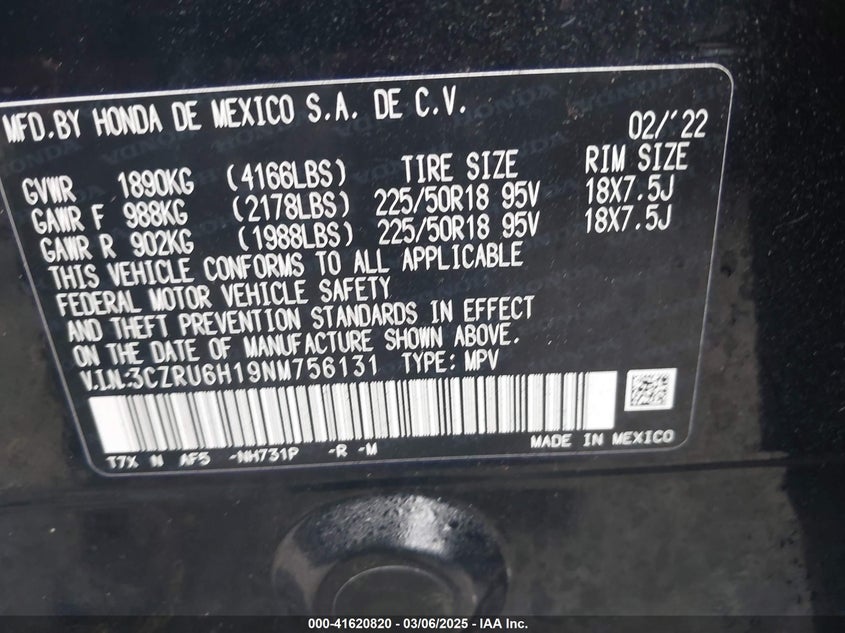 MFD.BY HONDA DE MEXICO S.A. DE C.V. 02/'22
GVWR 1890KG (4166LBS) TIRE SIZE RIM SIZE
GAWR F 988KG (2178LBS) 225/50R18 95V 18X7.5J
GAWR R 902KG (1988LBS) 225/50R18 95V 18X7.5J
THIS VEHICLE CONFORMS TO ALL APPLICABLE
FEDERAL MOTOR VEHICLE SAFETY
AND THEFT PREVENTION STANDARDS IN EFFECT
ON THE DATE OF MANUFACTURE SHOWN ABOVE.
V.I.N:3CZRU6H19NM756131 TYPE: MPV
MADE IN MEXICO
T7X N AF5 -NH731P -R -M
000-41620820 - 03/06/2025 - IAA Inc.